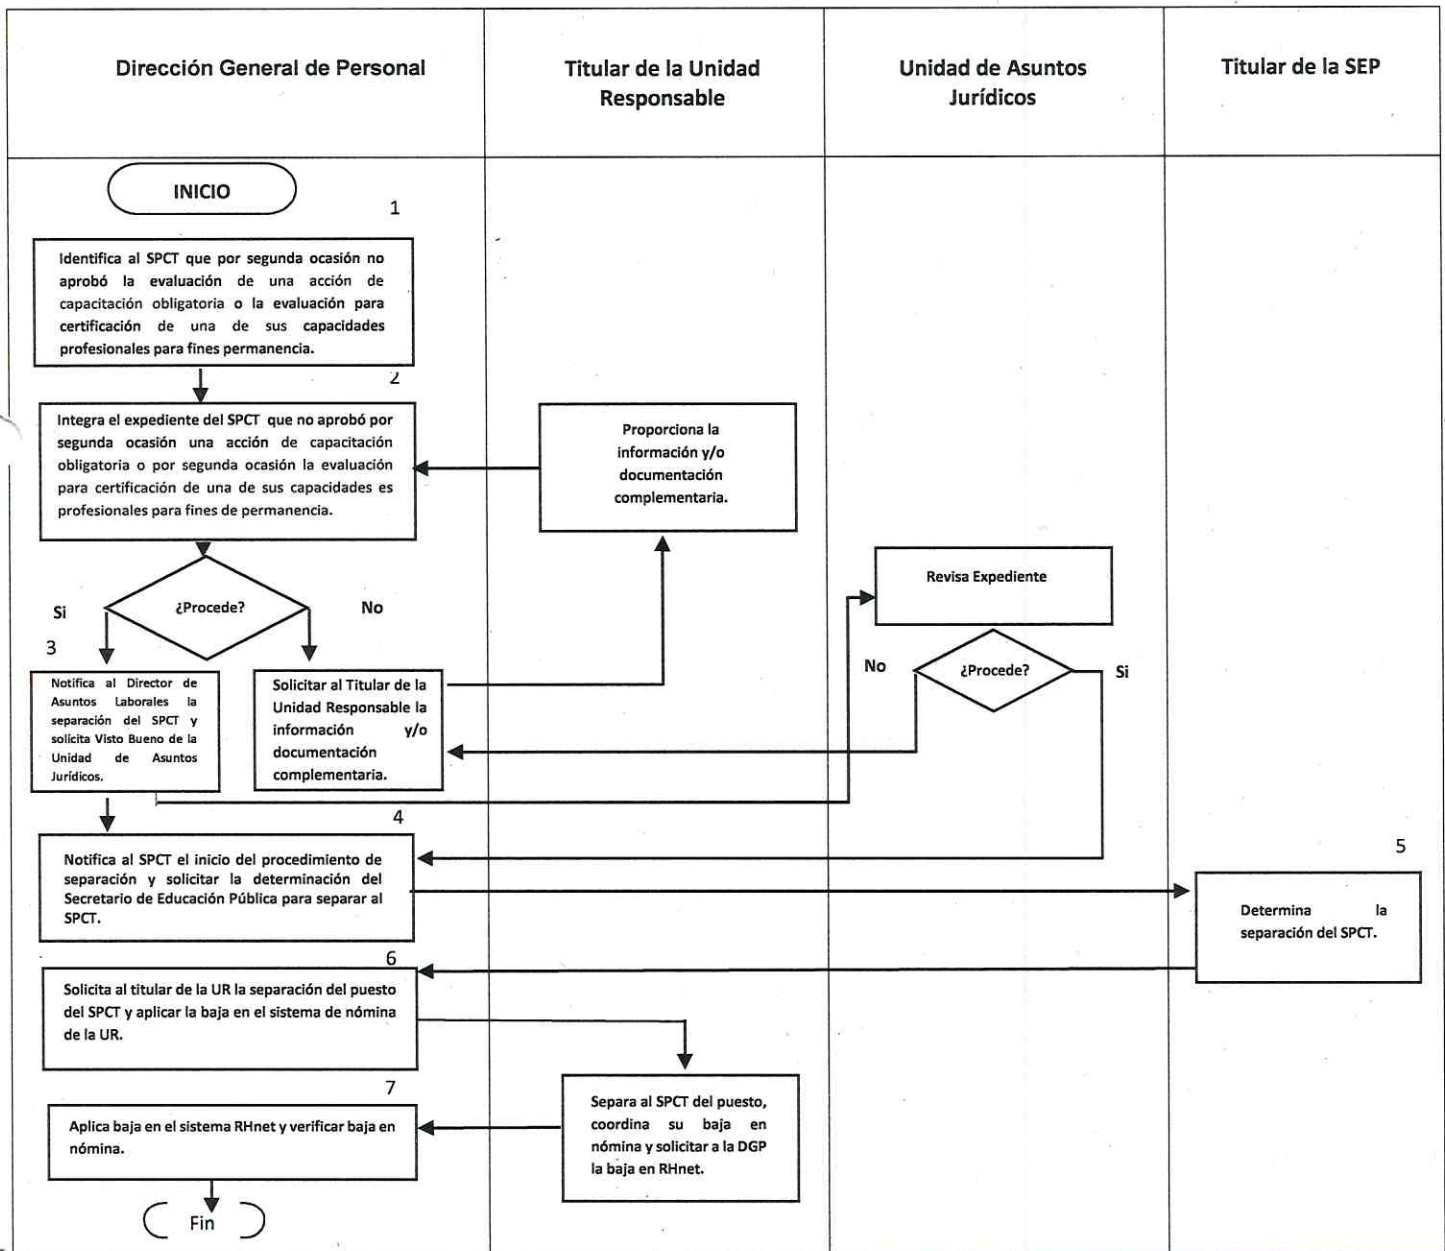 Dirección General de Personal
Titular de la Unidad
Responsable
Unidad de Asuntos
Jurídicos
Titular de la SEP
INICIO
1
Identifica al SPCT que por segunda ocasión no
aprobó la evaluación de una acción de
capacitación obligatoria o la evaluación para
certificación de una de sus capacidades
profesionales para fines permanencia.
2
Integra el expediente del SPCT que no aprobó por
segunda ocasión una acción de capacitación
obligatoria o por segunda ocasión la evaluación
para certificación de una de sus capacidades es
profesionales para fines de permanencia.
Proporciona la
información y/o
documentación
complementaria.
¿Procede?
Si
No
Revisa Expediente
¿Procede?
No
Si
3
Notifica al Director de
Asuntos Laborales la
separación del SPCT y
solicita Visto Bueno de la
Unidad de Asuntos
Jurídicos.
Solicitar al Titular de la
Unidad Responsable la
información y/o
documentación
complementaria.
4
Notifica al SPCT el inicio del procedimiento de
separación y solicitar la determinación del
Secretario de Educación Pública para separar al
SPCT.
5
Determina la
separación del SPCT.
6
Solicita al titular de la UR la separación del puesto
del SPCT y aplicar la baja en el sistema de nómina
de la UR.
Separa al SPCT del puesto,
coordina su baja en
nómina y solicitar a la DGP
la baja en RHnet.
7
Aplica baja en el sistema RHnet y verificar baja en
nómina.
Fin